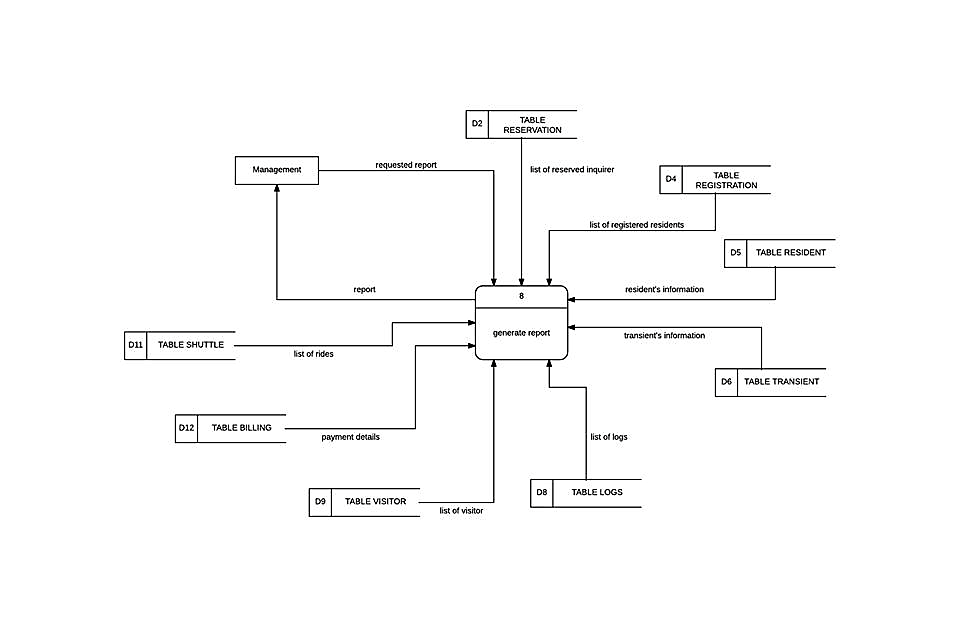 D2
TABLE
RESERVATION
Management
requested report
list of reserved inquirer
D4
TABLE
REGISTRATION
list of registered residents
D5
TABLE RESIDENT
report
8
resident's information
generate report
transient's information
D11
TABLE SHUTTLE
list of rides
D6
TABLE TRANSIENT
D12
TABLE BILLING
payment details
list of logs
D9
TABLE VISITOR
list of visitor
D8
TABLE LOGS